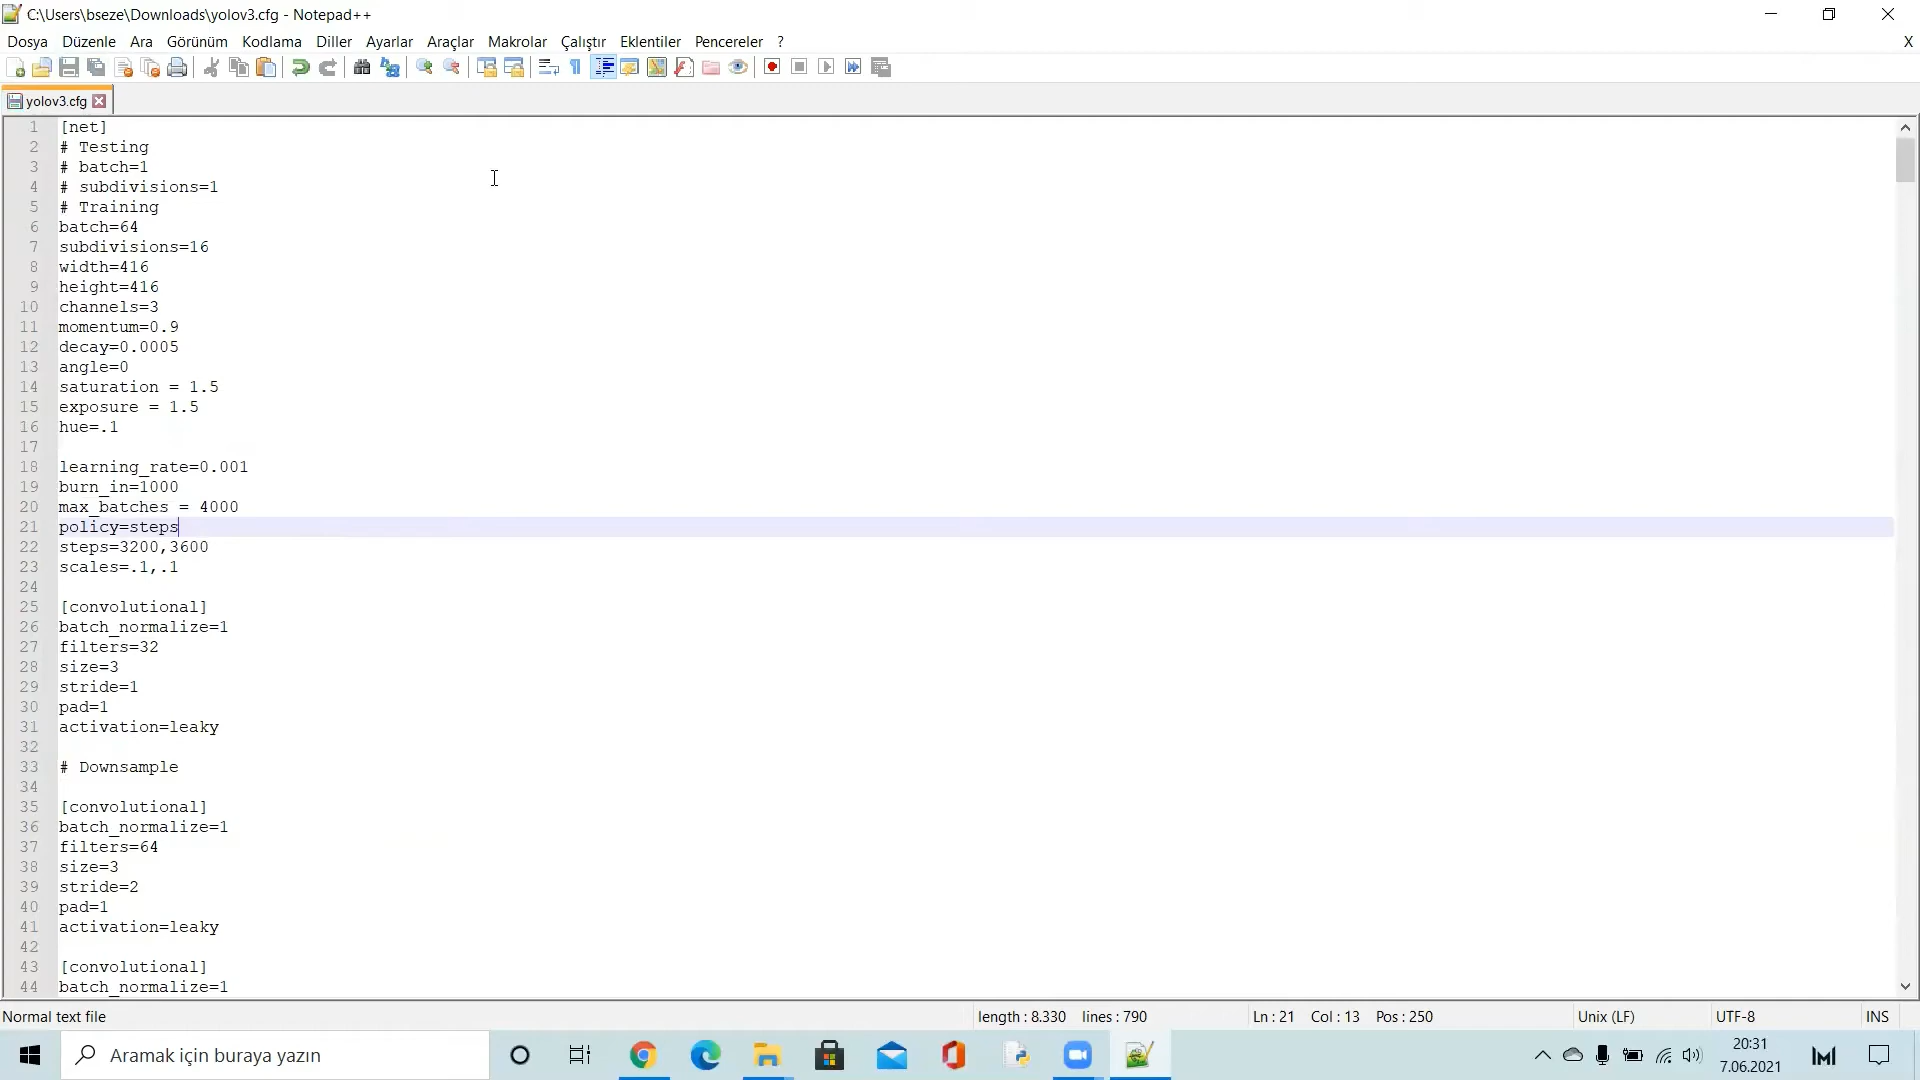 C:\Users\bseze\Downloads\yolov3.cfg - Notepad++
Dosya Düzenle Ara Görünüm Kodlama Diller Ayarlar Araçlar Makrolar Çalıştır Eklentiler Pencereler ? X
yolov3.cfg
1 [net]
2 # Testing
3 # batch=1
4 # subdivisions=1
5 # Training
6 batch=64
7 subdivisions=16
8 width=416
9 height=416
10 channels=3
11 momentum=0.9
12 decay=0.0005
13 angle=0
14 saturation = 1.5
15 exposure = 1.5
16 hue=.1
17
18 learning_rate=0.001
19 burn_in=1000
20 max_batches = 4000
21 policy=steps
22 steps=3200,3600
23 scales=.1,.1
24
25 [convolutional]
26 batch_normalize=1
27 filters=32
28 size=3
29 stride=1
30 pad=1
31 activation=leaky
32
33 # Downsample
34
35 [convolutional]
36 batch_normalize=1
37 filters=64
38 size=3
39 stride=2
40 pad=1
41 activation=leaky
42
43 [convolutional]
44 batch_normalize=1
Normal text file length : 8.330 lines : 790 Ln : 21 Col : 13 Pos : 250 Unix (LF) UTF-8 INS
Aramak için buraya yazın
20:31
7.06.2021